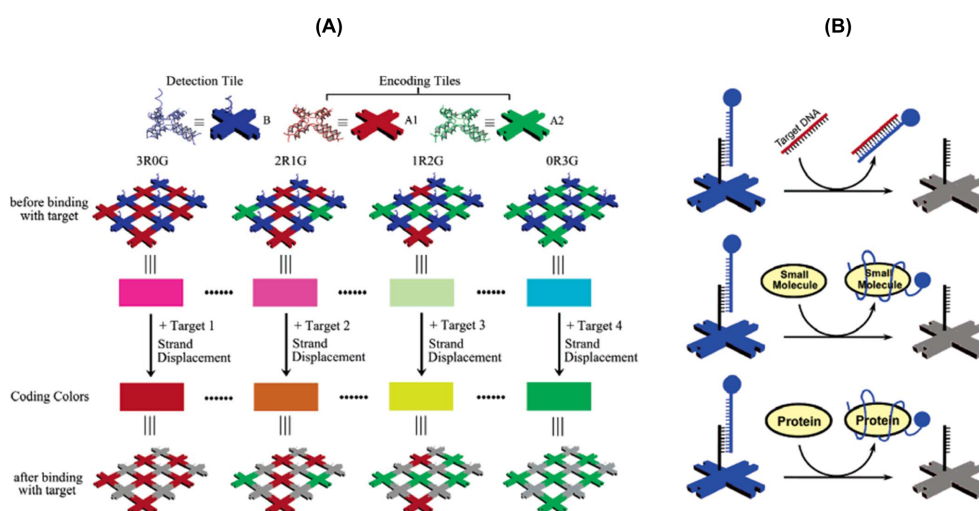 (A)
(B)
Detection Tile
Encoding Tiles
B
A1
A2
≡
≡
≡
3R0G
2R1G
1R2G
0R3G
before binding
with target
+ Target 1
Strand
Displacement
+ Target 2
Strand
Displacement
+ Target 3
Strand
Displacement
+ Target 4
Strand
Displacement
Coding Colors
after binding
with target
Target DNA
Small
Molecule
Small
Molecule
Protein
Protein